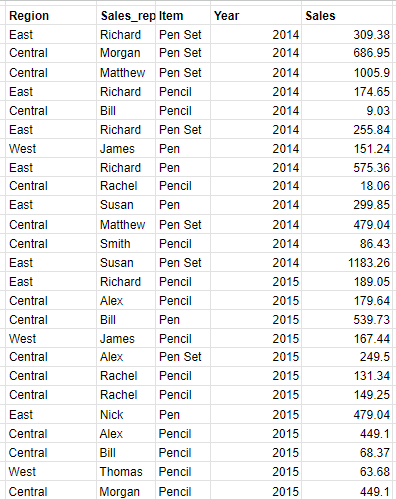 Region Sales_rep Item Year Sales
East Richard Pen Set 2014 309.38
Central Morgan Pen Set 2014 686.95
Central Matthew Pen Set 2014 1005.9
East Richard Pencil 2014 174.65
Central Bill Pencil 2014 9.03
East Richard Pen Set 2014 255.84
West James Pen 2014 151.24
East Richard Pen 2014 575.36
Central Rachel Pencil 2014 18.06
East Susan Pen 2014 299.85
Central Matthew Pen Set 2014 479.04
Central Smith Pencil 2014 86.43
East Susan Pen Set 2014 1183.26
East Richard Pencil 2015 189.05
Central Alex Pencil 2015 179.64
Central Bill Pen 2015 539.73
West James Pencil 2015 167.44
Central Alex Pen Set 2015 249.5
Central Rachel Pencil 2015 131.34
Central Rachel Pencil 2015 149.25
East Nick Pen 2015 479.04
Central Alex Pencil 2015 449.1
Central Bill Pencil 2015 68.37
West Thomas Pencil 2015 63.68
Central Morgan Pencil 2015 449.1